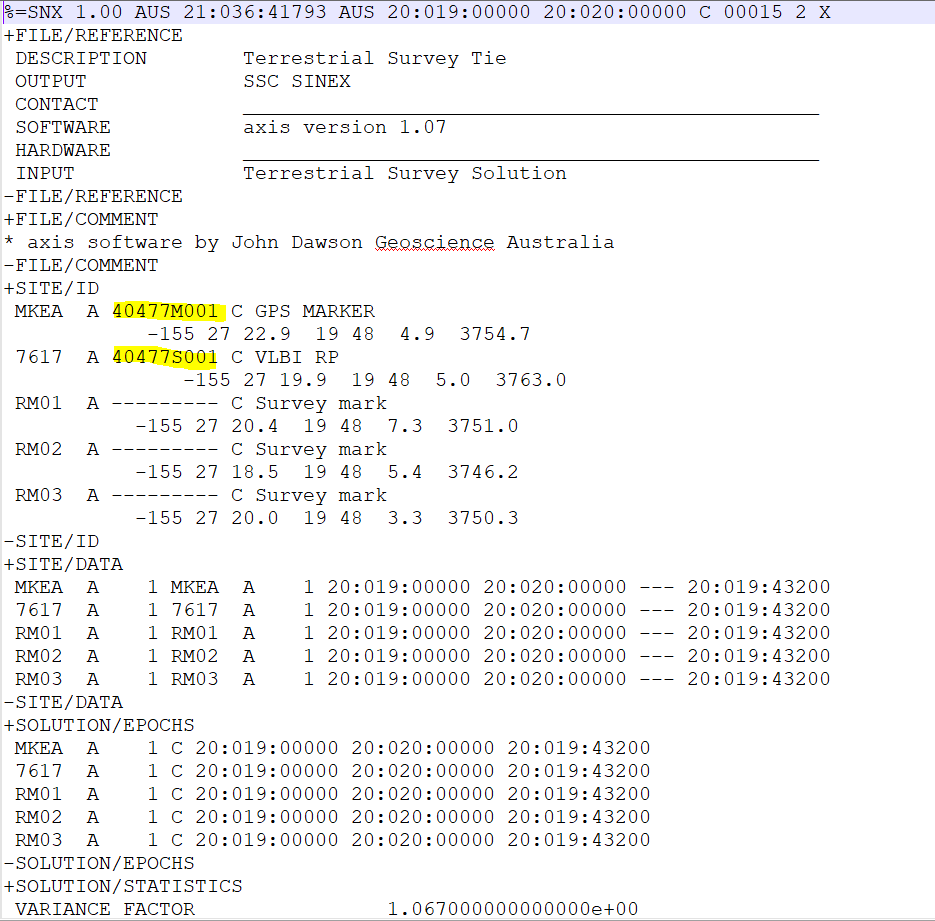 %=SNX 1.00 AUS 21:036:41793 AUS 20:019:00000 20:020:00000 C 00015 2 X
+FILE/REFERENCE
DESCRIPTION Terrestrial Survey Tie
OUTPUT SSC SINEX
CONTACT ________________________________________________
SOFTWARE axis version 1.07
HARDWARE ________________________________________________
INPUT Terrestrial Survey Solution
-FILE/REFERENCE
+FILE/COMMENT
* axis software by John Dawson Geoscience Australia
-FILE/COMMENT
+SITE/ID
MKEA A 40477M001 C GPS MARKER
-155 27 22.9 19 48 4.9 3754.7
7617 A 40477S001 C VLBI RP
-155 27 19.9 19 48 5.0 3763.0
RM01 A --------- C Survey mark
-155 27 20.4 19 48 7.3 3751.0
RM02 A --------- C Survey mark
-155 27 18.5 19 48 5.4 3746.2
RM03 A --------- C Survey mark
-155 27 20.0 19 48 3.3 3750.3
-SITE/ID
+SITE/DATA
MKEA A 1 MKEA A 1 20:019:00000 20:020:00000 --- 20:019:43200
7617 A 1 7617 A 1 20:019:00000 20:020:00000 --- 20:019:43200
RM01 A 1 RM01 A 1 20:019:00000 20:020:00000 --- 20:019:43200
RM02 A 1 RM02 A 1 20:019:00000 20:020:00000 --- 20:019:43200
RM03 A 1 RM03 A 1 20:019:00000 20:020:00000 --- 20:019:43200
-SITE/DATA
+SOLUTION/EPOCHS
MKEA A 1 C 20:019:00000 20:020:00000 20:019:43200
7617 A 1 C 20:019:00000 20:020:00000 20:019:43200
RM01 A 1 C 20:019:00000 20:020:00000 20:019:43200
RM02 A 1 C 20:019:00000 20:020:00000 20:019:43200
RM03 A 1 C 20:019:00000 20:020:00000 20:019:43200
-SOLUTION/EPOCHS
+SOLUTION/STATISTICS
VARIANCE FACTOR 1.067000000000000e+00